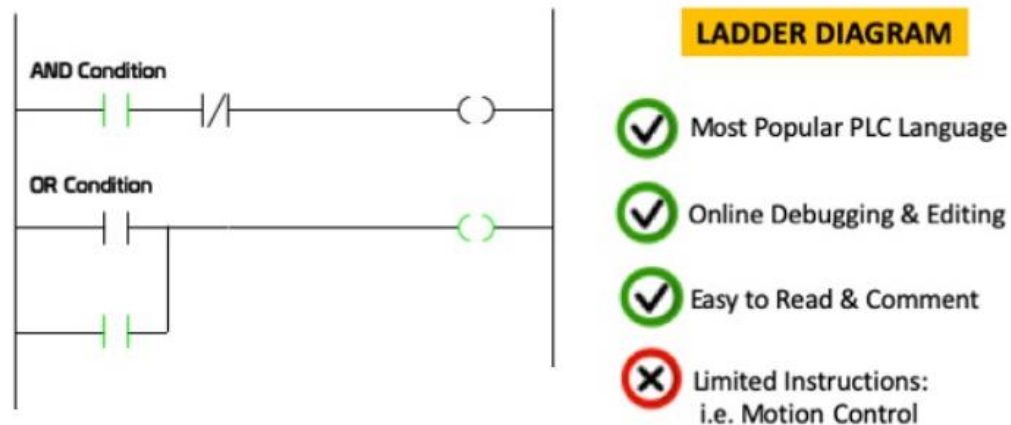 LADDER DIAGRAM
AND Condition
OR Condition
Most Popular PLC Language
Online Debugging & Editing
Easy to Read & Comment
Limited Instructions:
i.e. Motion Control